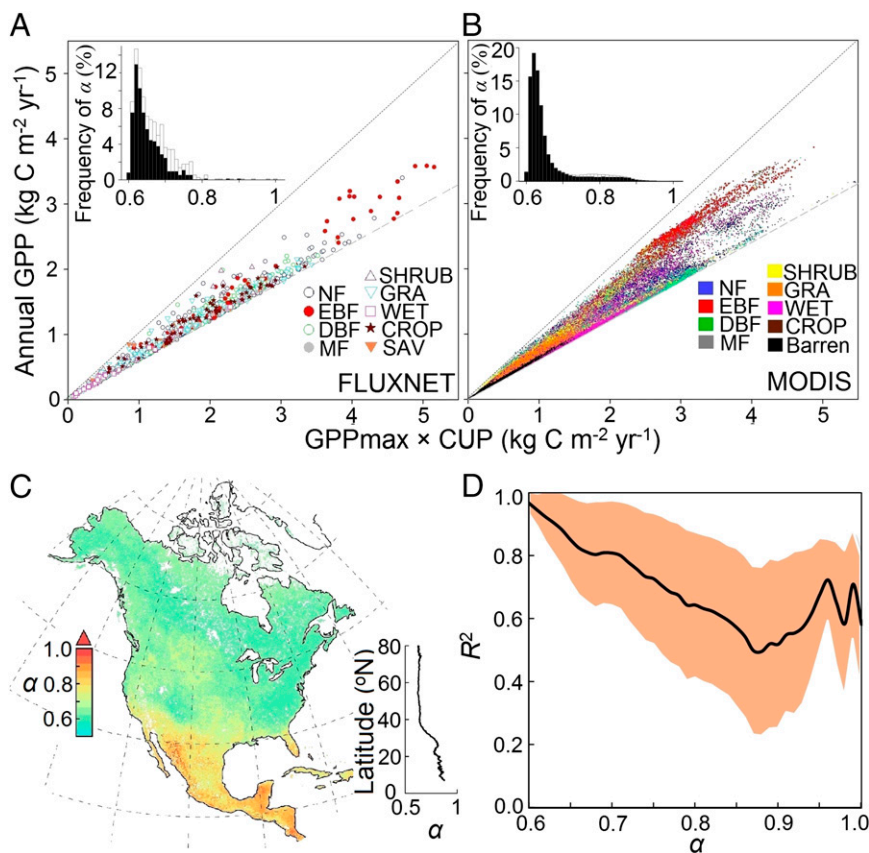 A
Annual GPP (kg C m⁻² yr⁻¹)
5
4
3
2
1
0
0
1
2
3
4
5
Frequency of α (%)
12
8
4
0
0.6
0.8
1
NF
EBF
DBF
MF
SHRUB
GRA
WET
CROP
SAV
FLUXNET
B
0
1
2
3
4
5
Frequency of α (%)
20
15
10
5
0
0.6
0.8
1
NF
EBF
DBF
MF
SHRUB
GRA
WET
CROP
Barren
MODIS
GPPmax × CUP (kg C m⁻² yr⁻¹)
C
α
1.0
0.8
0.6
Latitude (ºN)
80
60
40
20
0
0.5
1
α
D
R²
1.0
0.8
0.6
0.4
0.2
0.0
0.6
0.7
0.8
0.9
1.0
α